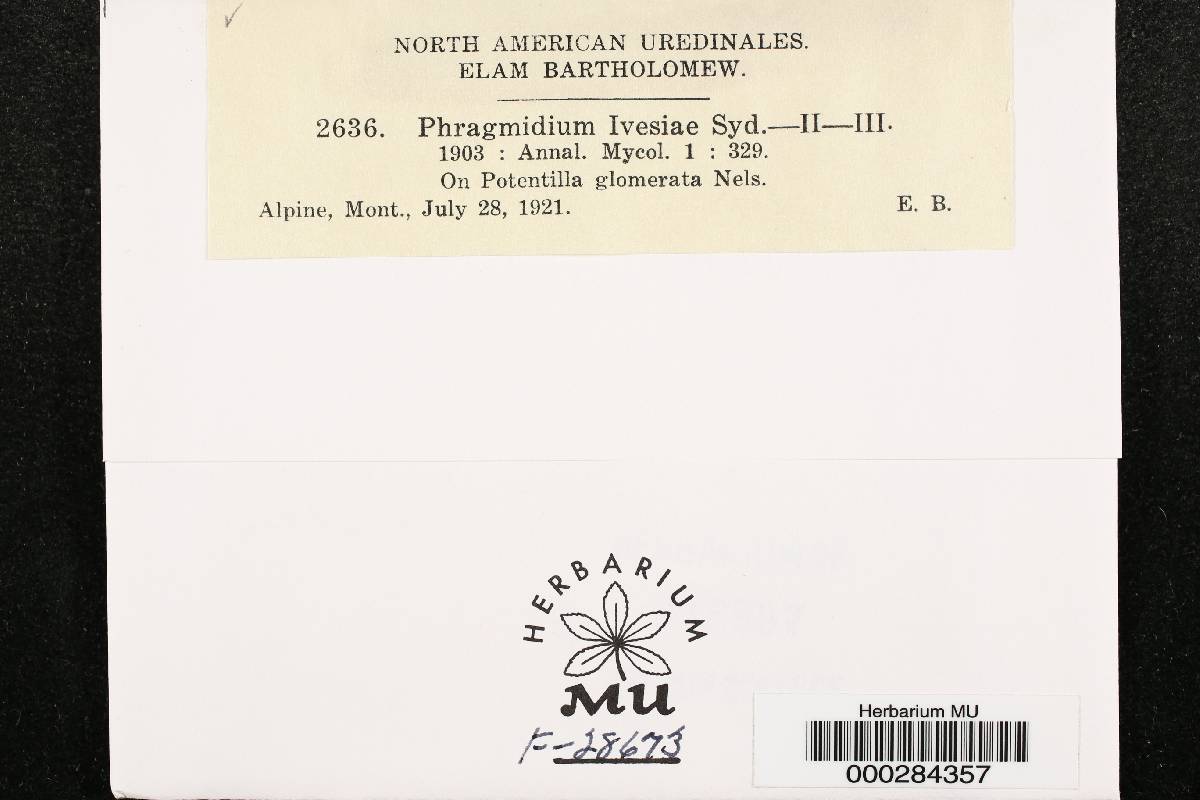 NORTH AMERICAN UREDINALES.
ELAM BARTHOLOMEW.
2636. Phragmidium Ivesiae Syd.—II—III.
1903 : Annal. Mycol. 1 : 329.
On Potentilla glomerata Nels.
Alpine, Mont., July 28, 1921. E. B.
HERBARIUM
MU
F-28673
Herbarium MU
000284357